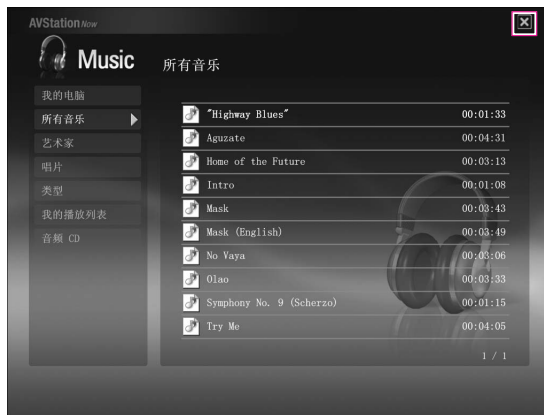 AVStation Now
Music
所有音乐
我的电脑
所有音乐
艺术家
唱片
类型
我的播放列表
音频 CD
"Highway Blues" 00:01:33
Aguzate 00:04:31
Home of the Future 00:03:13
Intro 00:01:08
Mask 00:03:43
Mask (English) 00:03:49
No Vaya 00:03:06
Olao 00:03:33
Symphony No. 9 (Scherzo) 00:01:15
Try Me 00:04:05
1 / 1